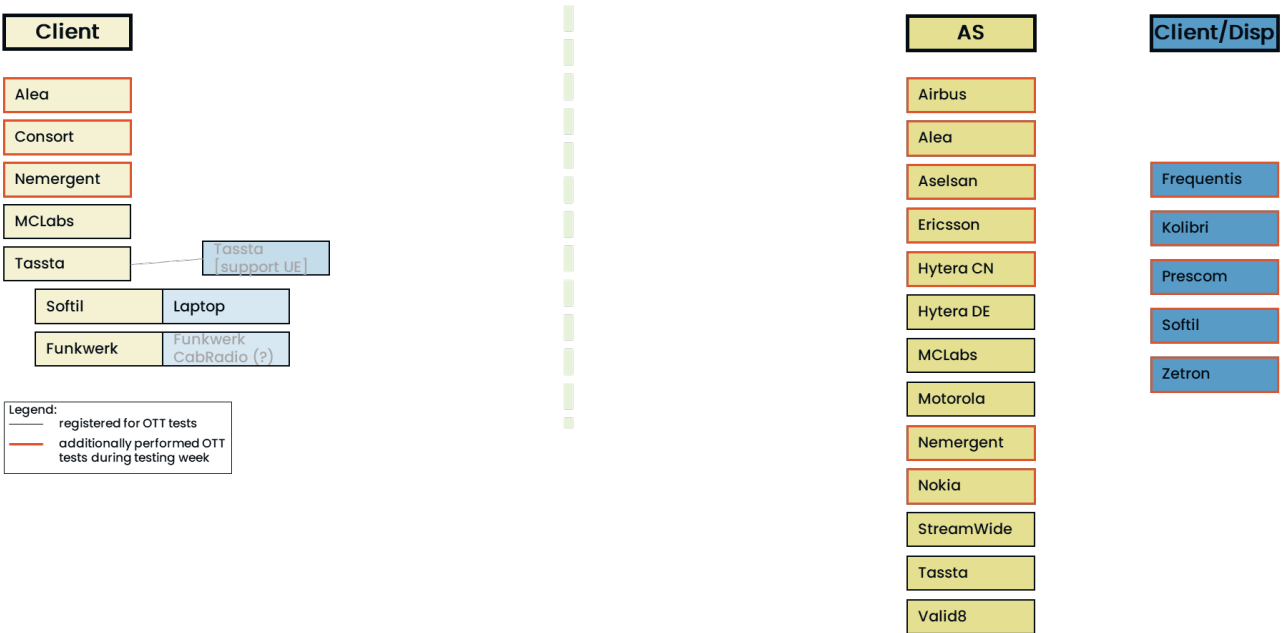 Client
Alea
Consort
Nemergent
MCLabs
Tassta
Tassta
[support UE]
Softil
Laptop
Funkwerk
Funkwerk
CabRadio (?)
Legend:
registered for OTT tests
additionally performed OTT
tests during testing week
AS
Airbus
Alea
Aselsan
Ericsson
Hytera CN
Hytera DE
MCLabs
Motorola
Nemergent
Nokia
StreamWide
Tassta
Valid8
Client/Disp
Frequentis
Kolibri
Prescom
Softil
Zetron